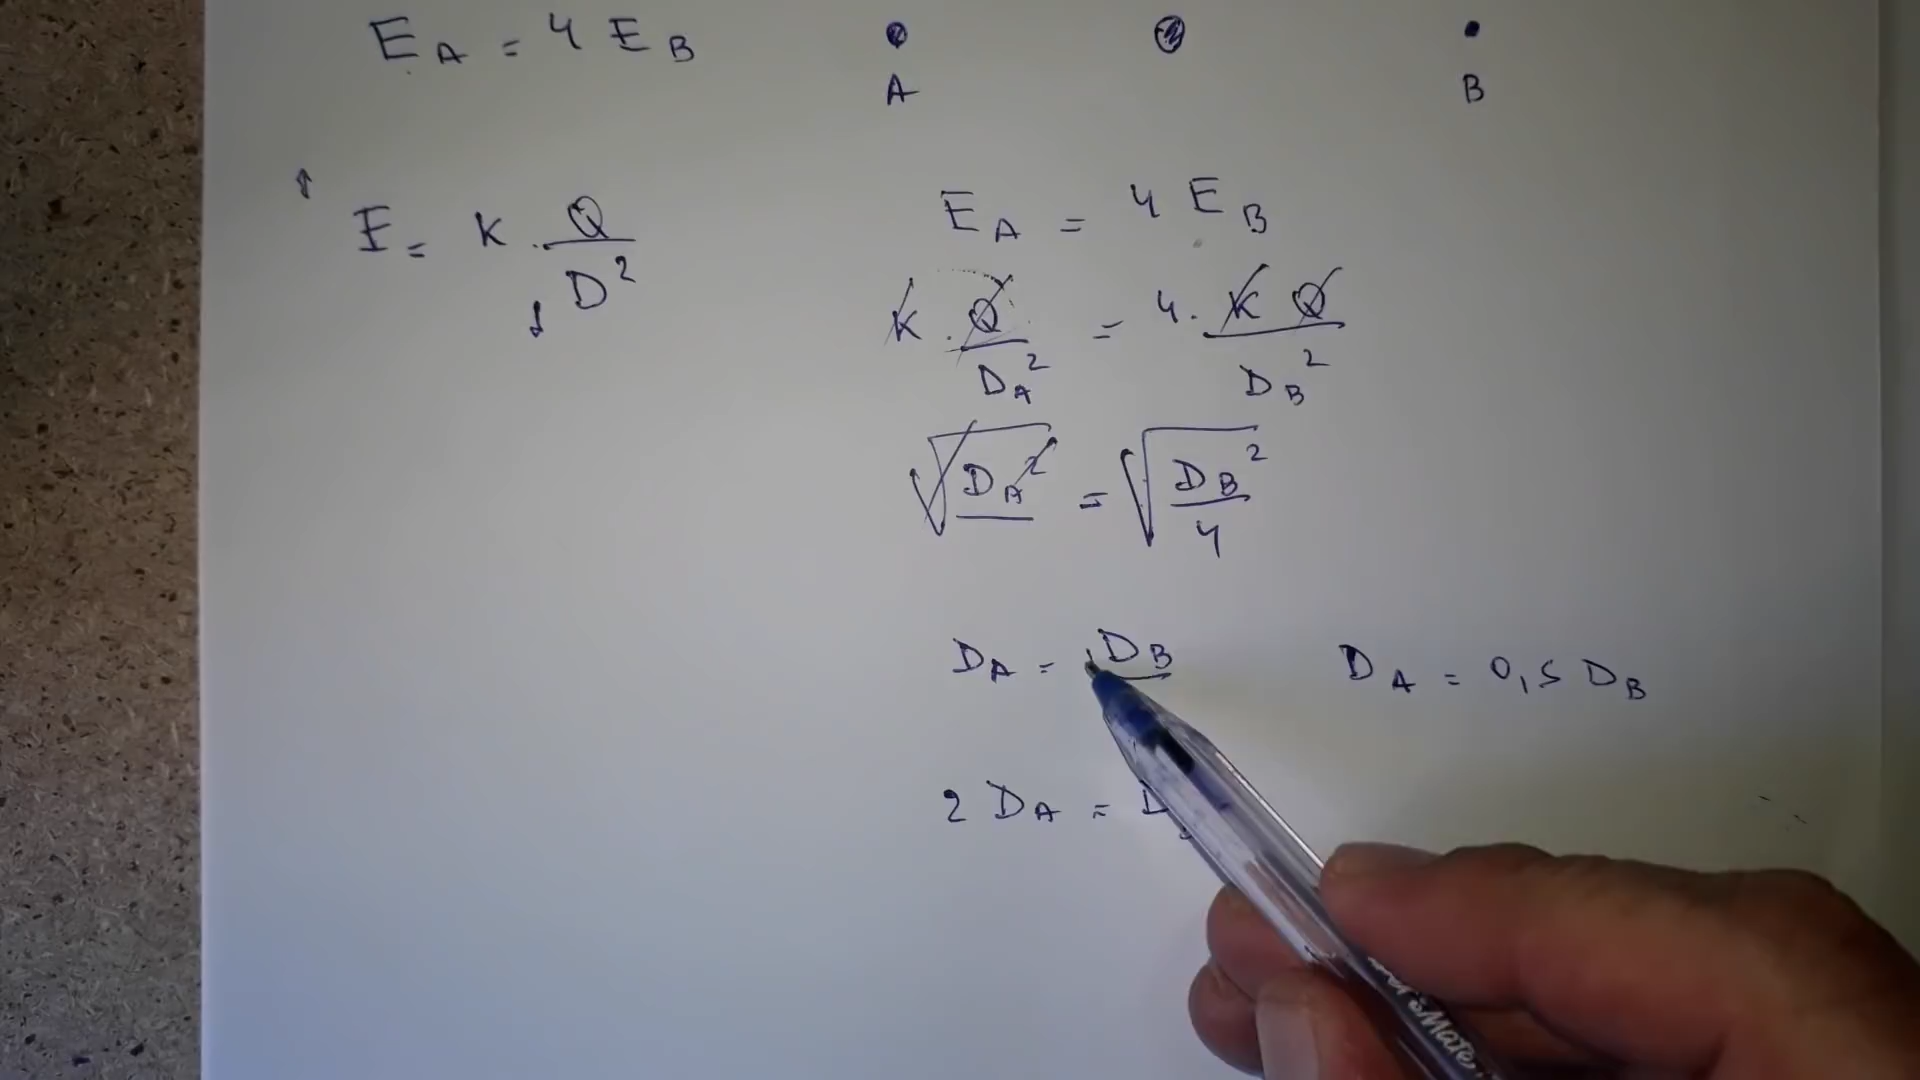 E_A = 4 E_B
A B
E = K . Q / D²
E_A = 4 E_B
K . Q / D_A² = 4 . K Q / D_B²
√D_A² = √(D_B² / 4)
D_A = D_B
D_A = 0,5 D_B
2 D_A =
Mate